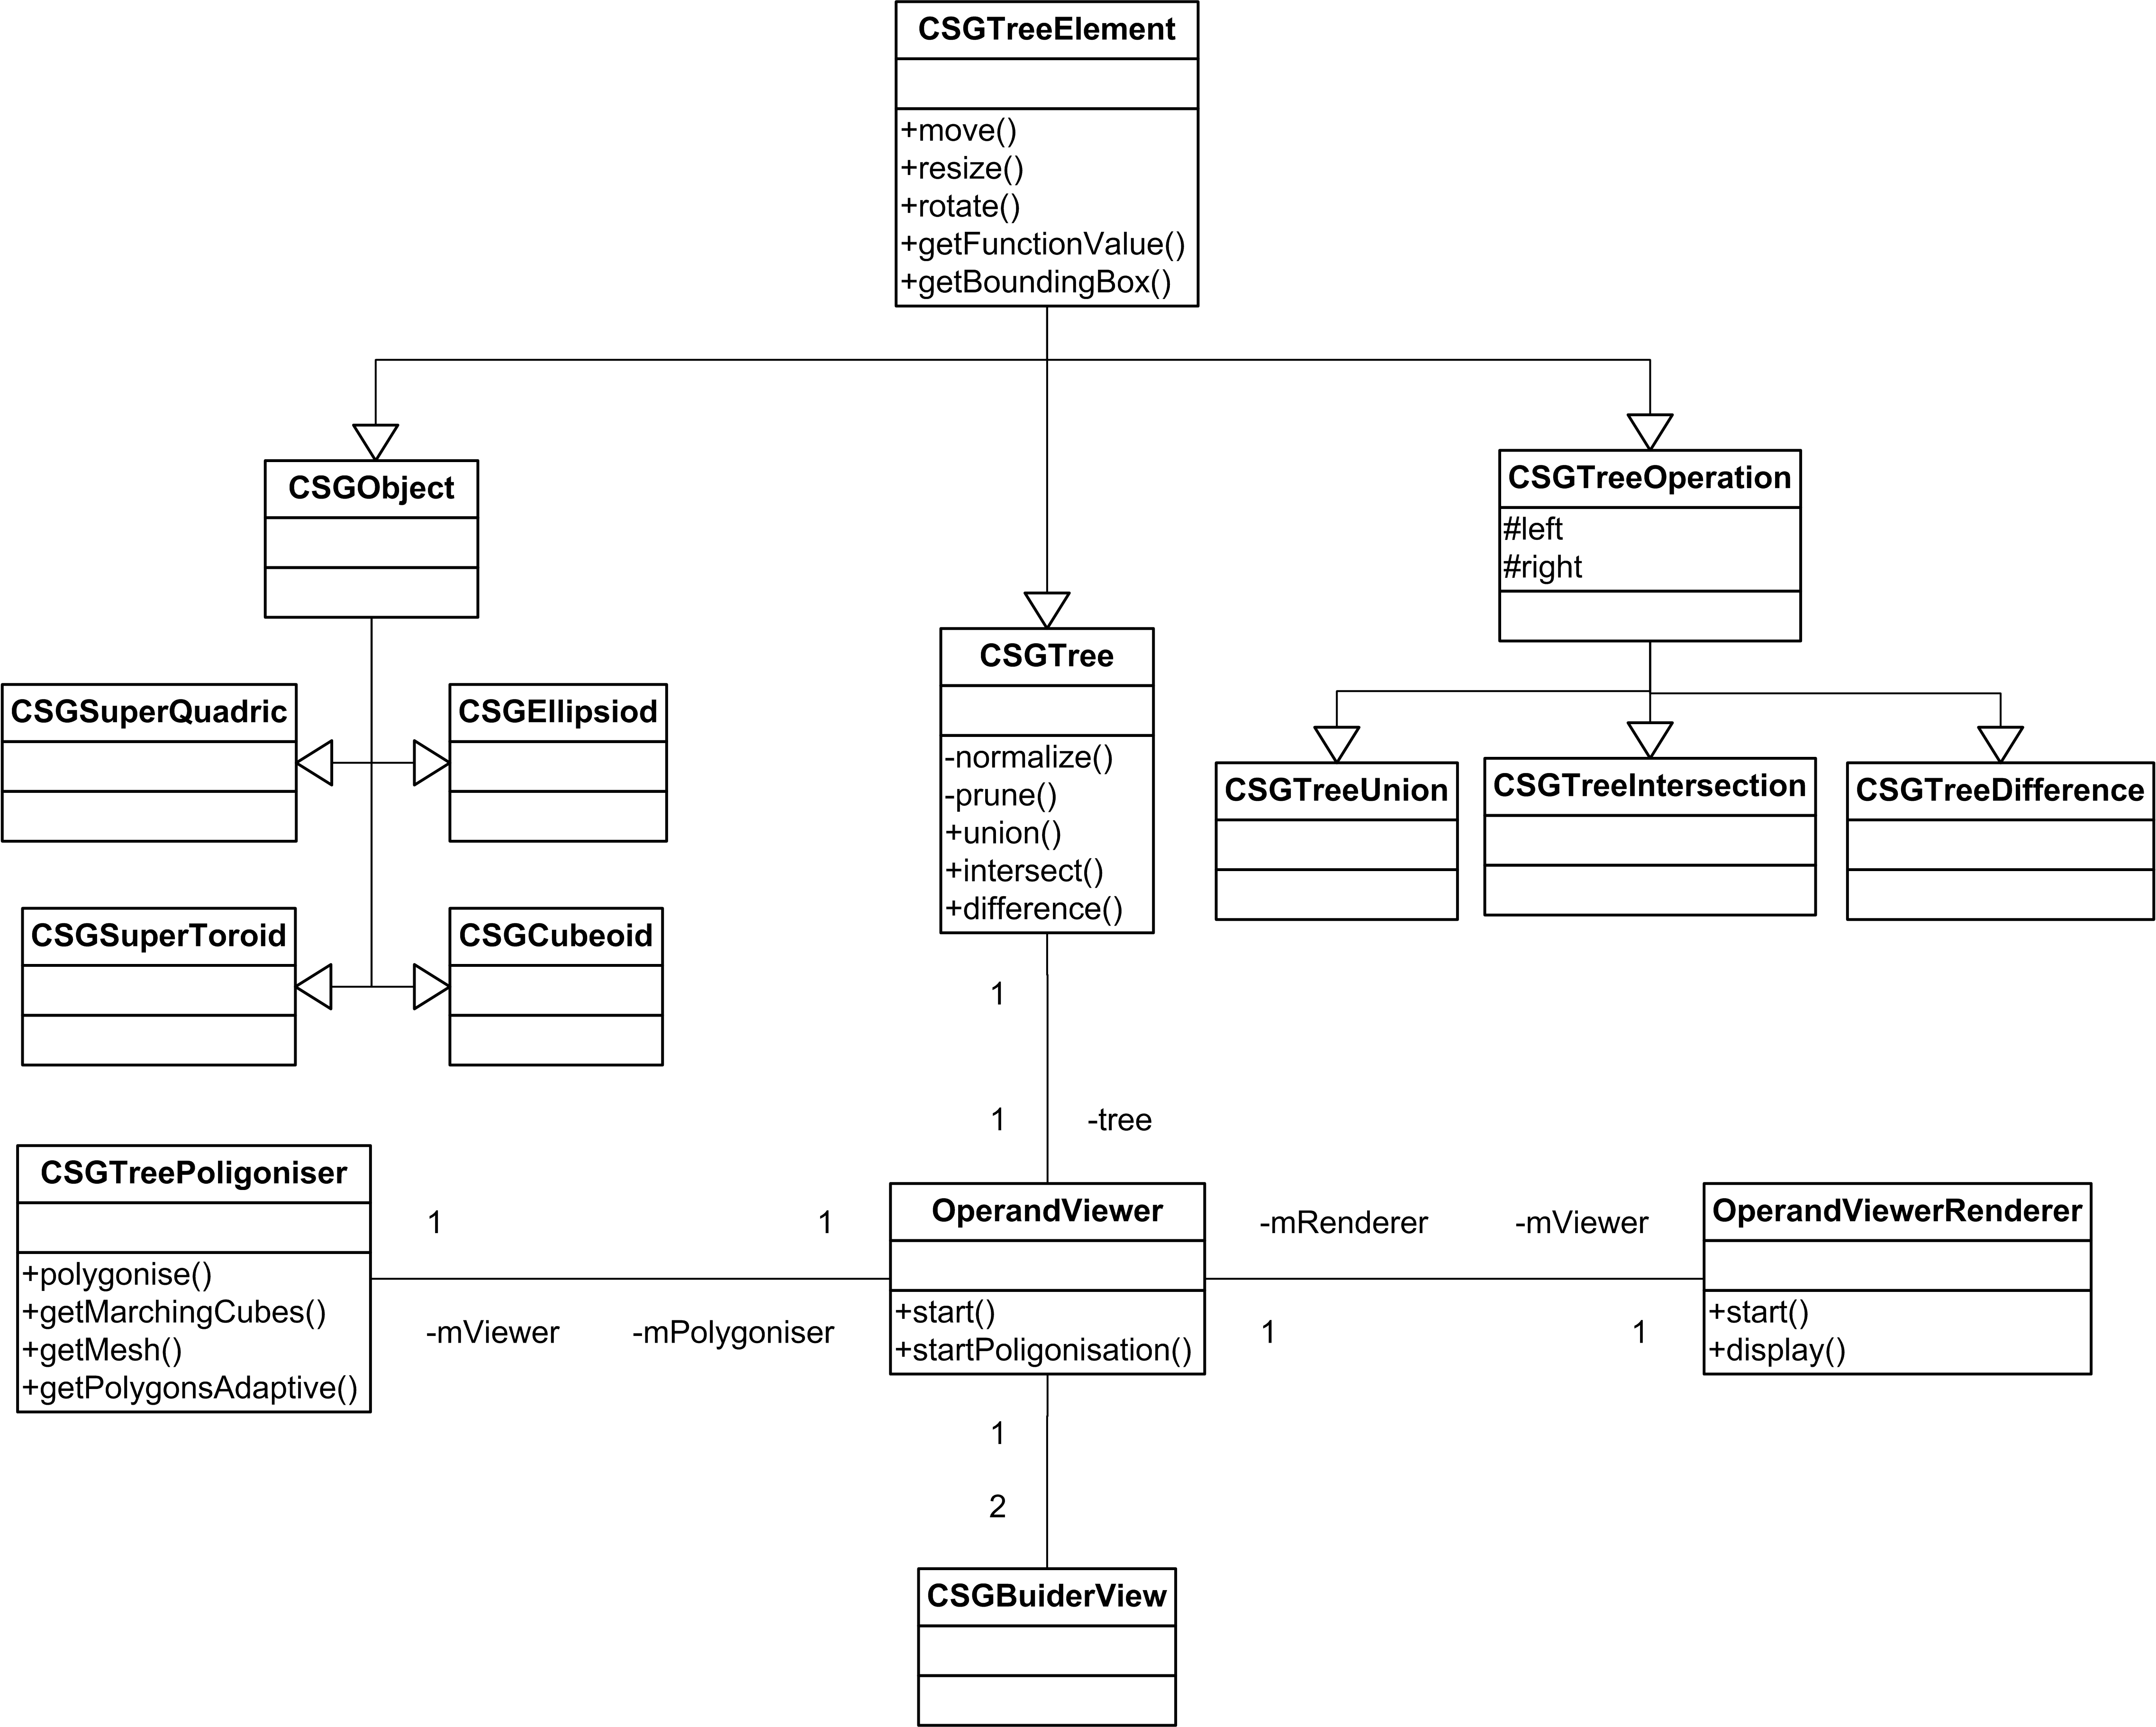 CSGTreeElement
+move()
+resize()
+rotate()
+getFunctionValue()
+getBoundingBox()
CSGObject
CSGTreeOperation
#left
#right
CSGTree
-normalize()
-prune()
+union()
+intersect()
+difference()
CSGSuperQuadric
CSGEllipsiod
CSGSuperToroid
CSGCubeoid
CSGTreeUnion
CSGTreeIntersection
CSGTreeDifference
1
1
-tree
CSGTreePoligoniser
+polygonise()
+getMarchingCubes()
+getMesh()
+getPolygonsAdaptive()
1
1
-mViewer
-mPolygoniser
OperandViewer
+start()
+startPoligonisation()
-mRenderer
-mViewer
1
1
OperandViewerRenderer
+start()
+display()
1
2
CSGBuiderView